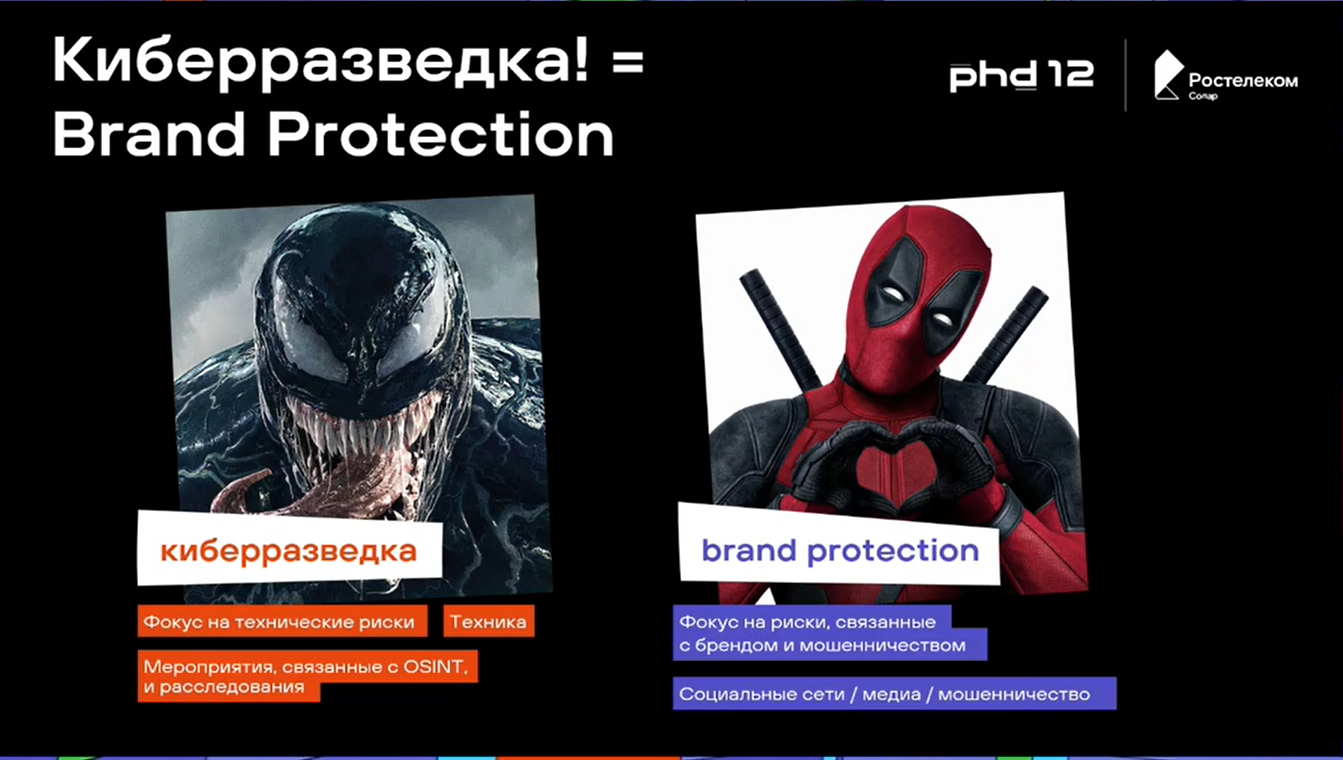 Киберразведка! =
Brand Protection
phd 12
Ростелеком
Солар
киберразведка
Фокус на технические риски
Техника
Мероприятия, связанные с OSINT,
и расследования
brand protection
Фокус на риски, связанные
с брендом и мошенничеством
Социальные сети / медиа / мошенничество